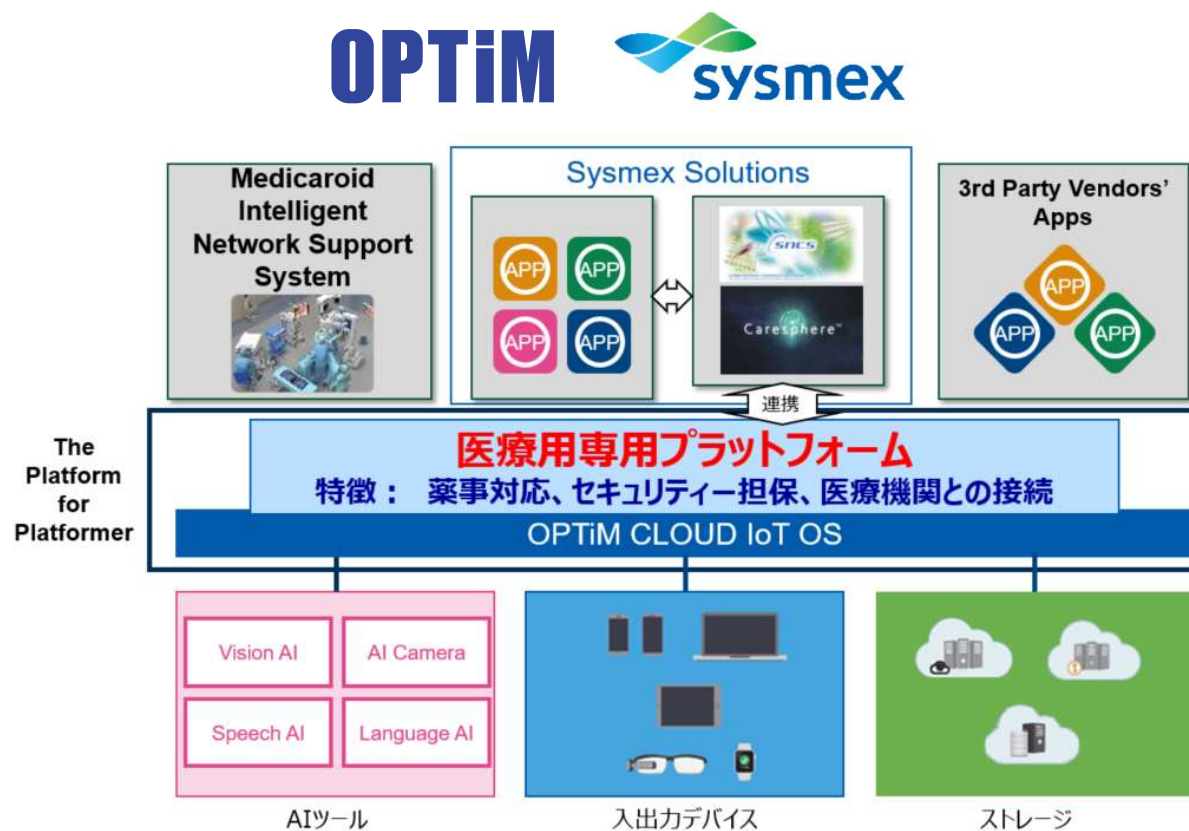 OPTiM
sysmex
Medicaroid
Intelligent
Network Support
System
Sysmex Solutions
APP
APP
APP
APP
SNCS
Caresphere™
3rd Party Vendors'
Apps
APP
APP
APP
連携
The
Platform
for
Platformer
医療用専用プラットフォーム
特徴： 薬事対応、セキュリティー担保、医療機関との接続
OPTiM CLOUD IoT OS
Vision AI
AI Camera
Speech AI
Language AI
AIツール
入出力デバイス
ストレージ